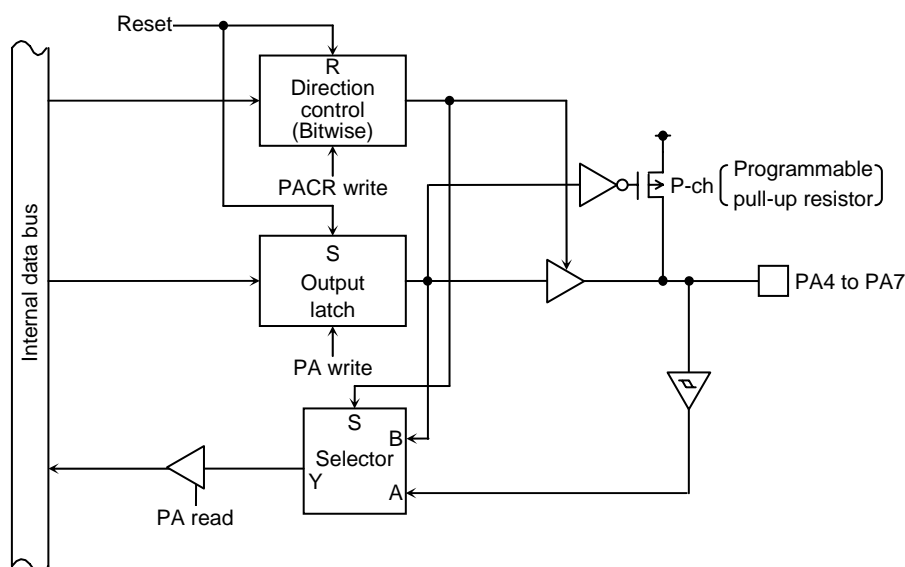 Reset
R
Direction
control
(Bitwise)
PACR write
P-ch
Programmable
pull-up resistor
Internal data bus
S
Output
latch
PA4 to PA7
PA write
S
B
Selector
Y
A
PA read